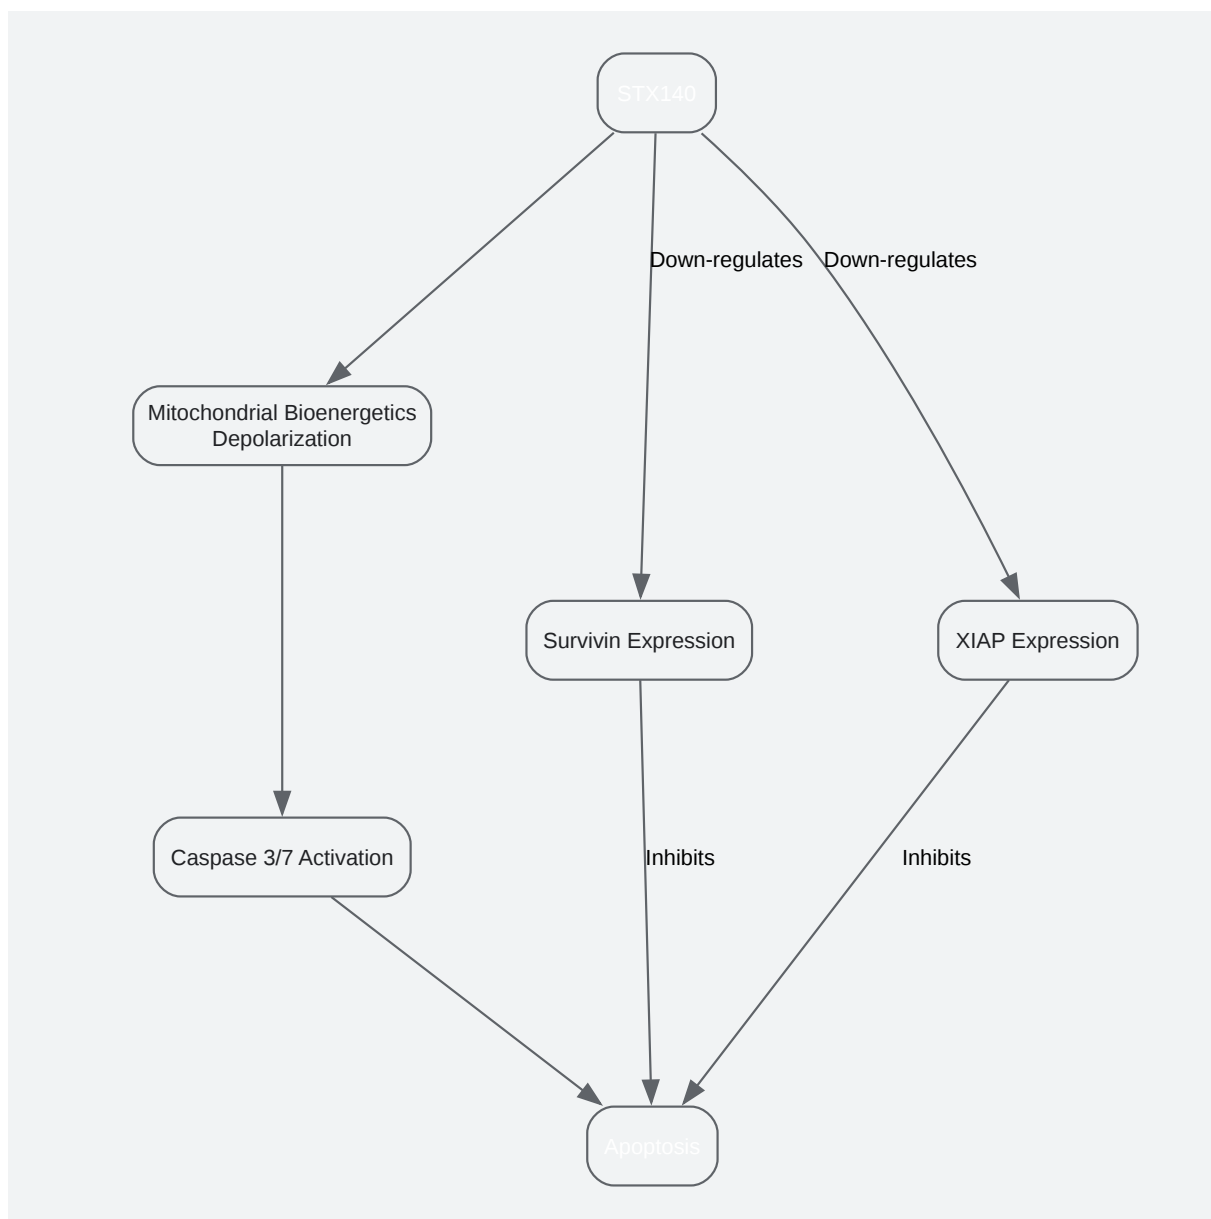 STX140
Down-regulates
Down-regulates
Mitochondrial Bioenergetics
Depolarization
Survivin Expression
XIAP Expression
Caspase 3/7 Activation
Inhibits
Inhibits
Apoptosis